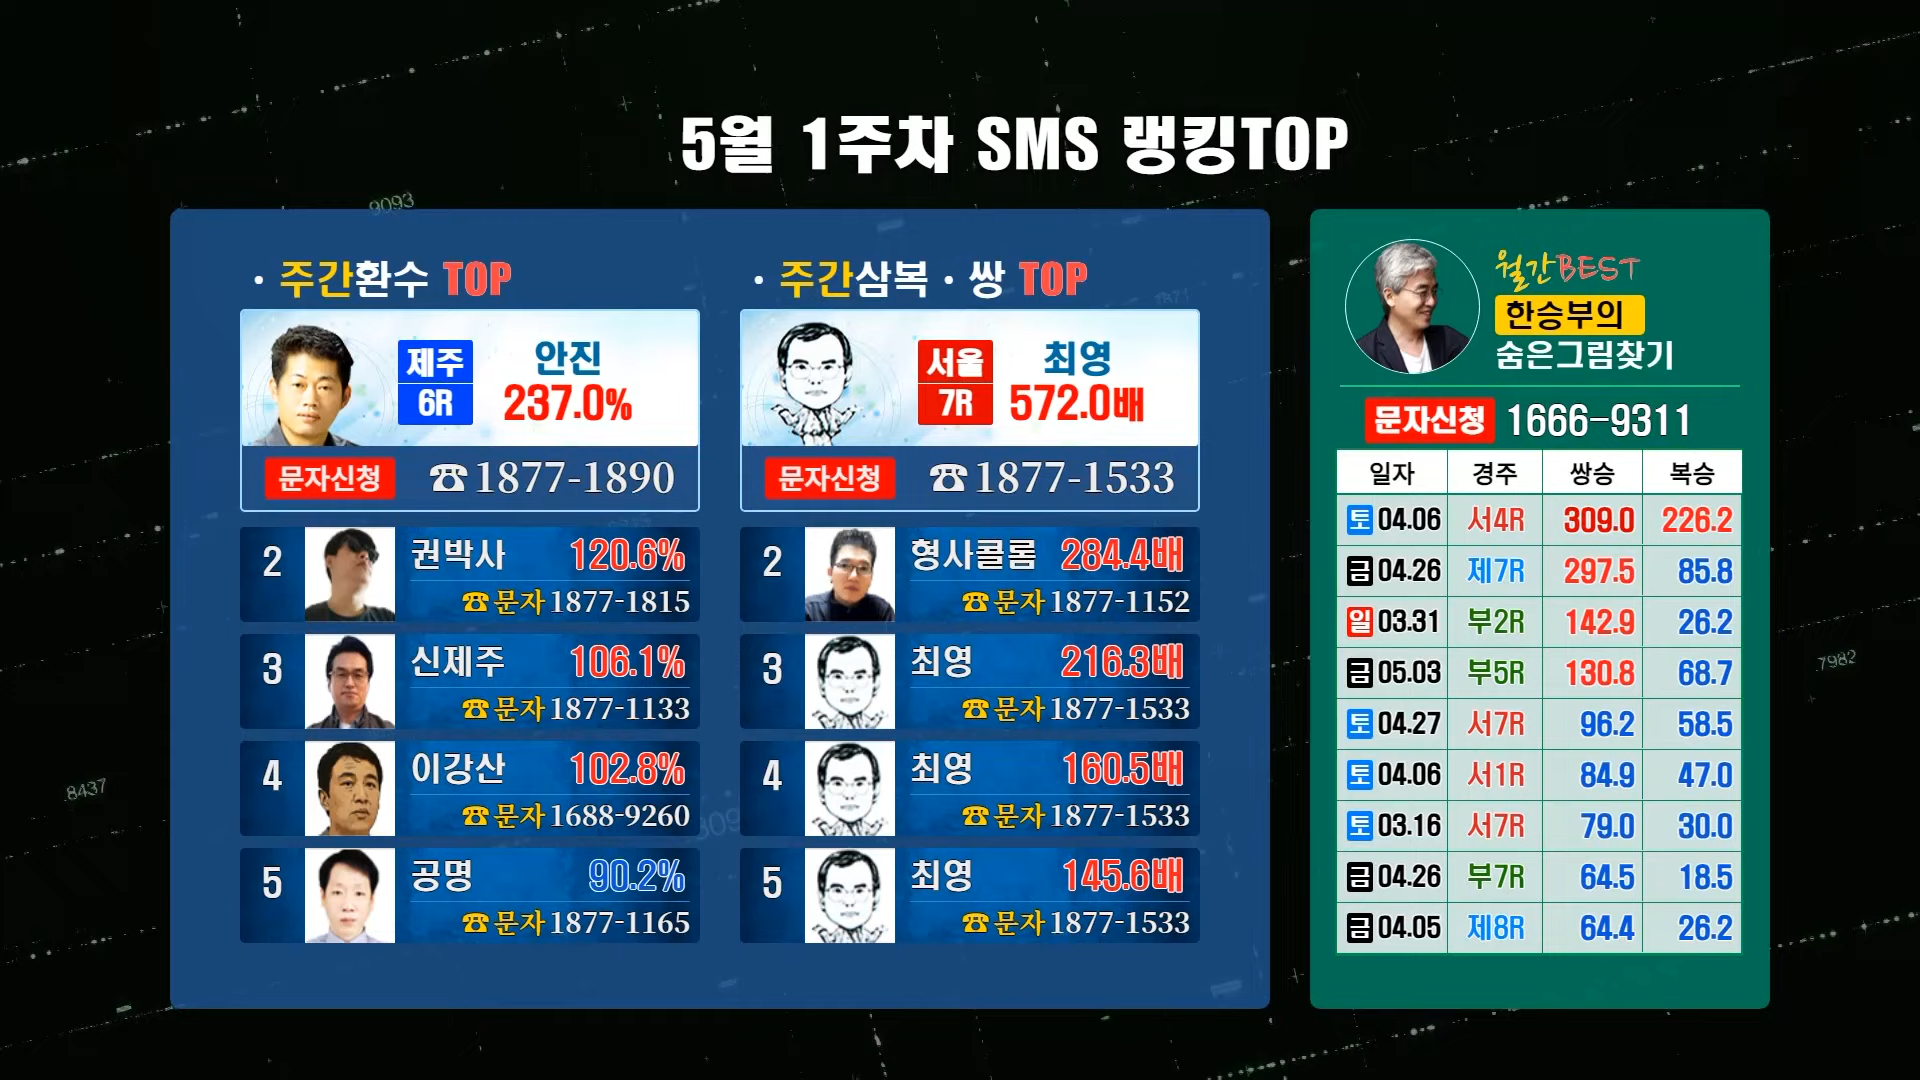 5월 1주차 SMS 랭킹TOP
9093
· 주간환수 TOP
제주
6R
안진
237.0%
문자신청 ☎1877-1890
2 권박사 120.6%
☎문자1877-1815
3 신제주 106.1%
☎문자1877-1133
4 이강산 102.8%
☎문자1688-9260
5 공명 90.2%
☎문자1877-1165
· 주간삼복 · 쌍 TOP
서울
7R
최영
572.0배
문자신청 ☎1877-1533
2 형사콜롬 284.4배
☎문자1877-1152
3 최영 216.3배
☎문자1877-1533
4 최영 160.5배
☎문자1877-1533
5 최영 145.6배
☎문자1877-1533
월간BEST
한승부의
숨은그림찾기
문자신청 1666-9311
일자 경주 쌍승 복승
토 04.06 서4R 309.0 226.2
금 04.26 제7R 297.5 85.8
일 03.31 부2R 142.9 26.2
금 05.03 부5R 130.8 68.7
토 04.27 서7R 96.2 58.5
토 04.06 서1R 84.9 47.0
토 03.16 서7R 79.0 30.0
금 04.26 부7R 64.5 18.5
금 04.05 제8R 64.4 26.2
.7982
.8437